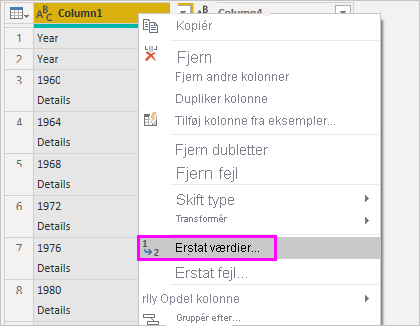 ABC Column1
Column4
1 Year
2 Year
3 1960
Details
4 1964
Details
5 1968
Details
6 1972
Details
7 1976
Details
8 1980
Details
Kopiér
Fjern
Fjern andre kolonner
Dupliker kolonne
Tilføj kolonne fra eksempler...
Fjern dubletter
Fjern fejl
Skift type
Transformér
1 2 Erstat værdier...
Erstat fejl...
rlly Opdel kolonne
Gruppér efter...